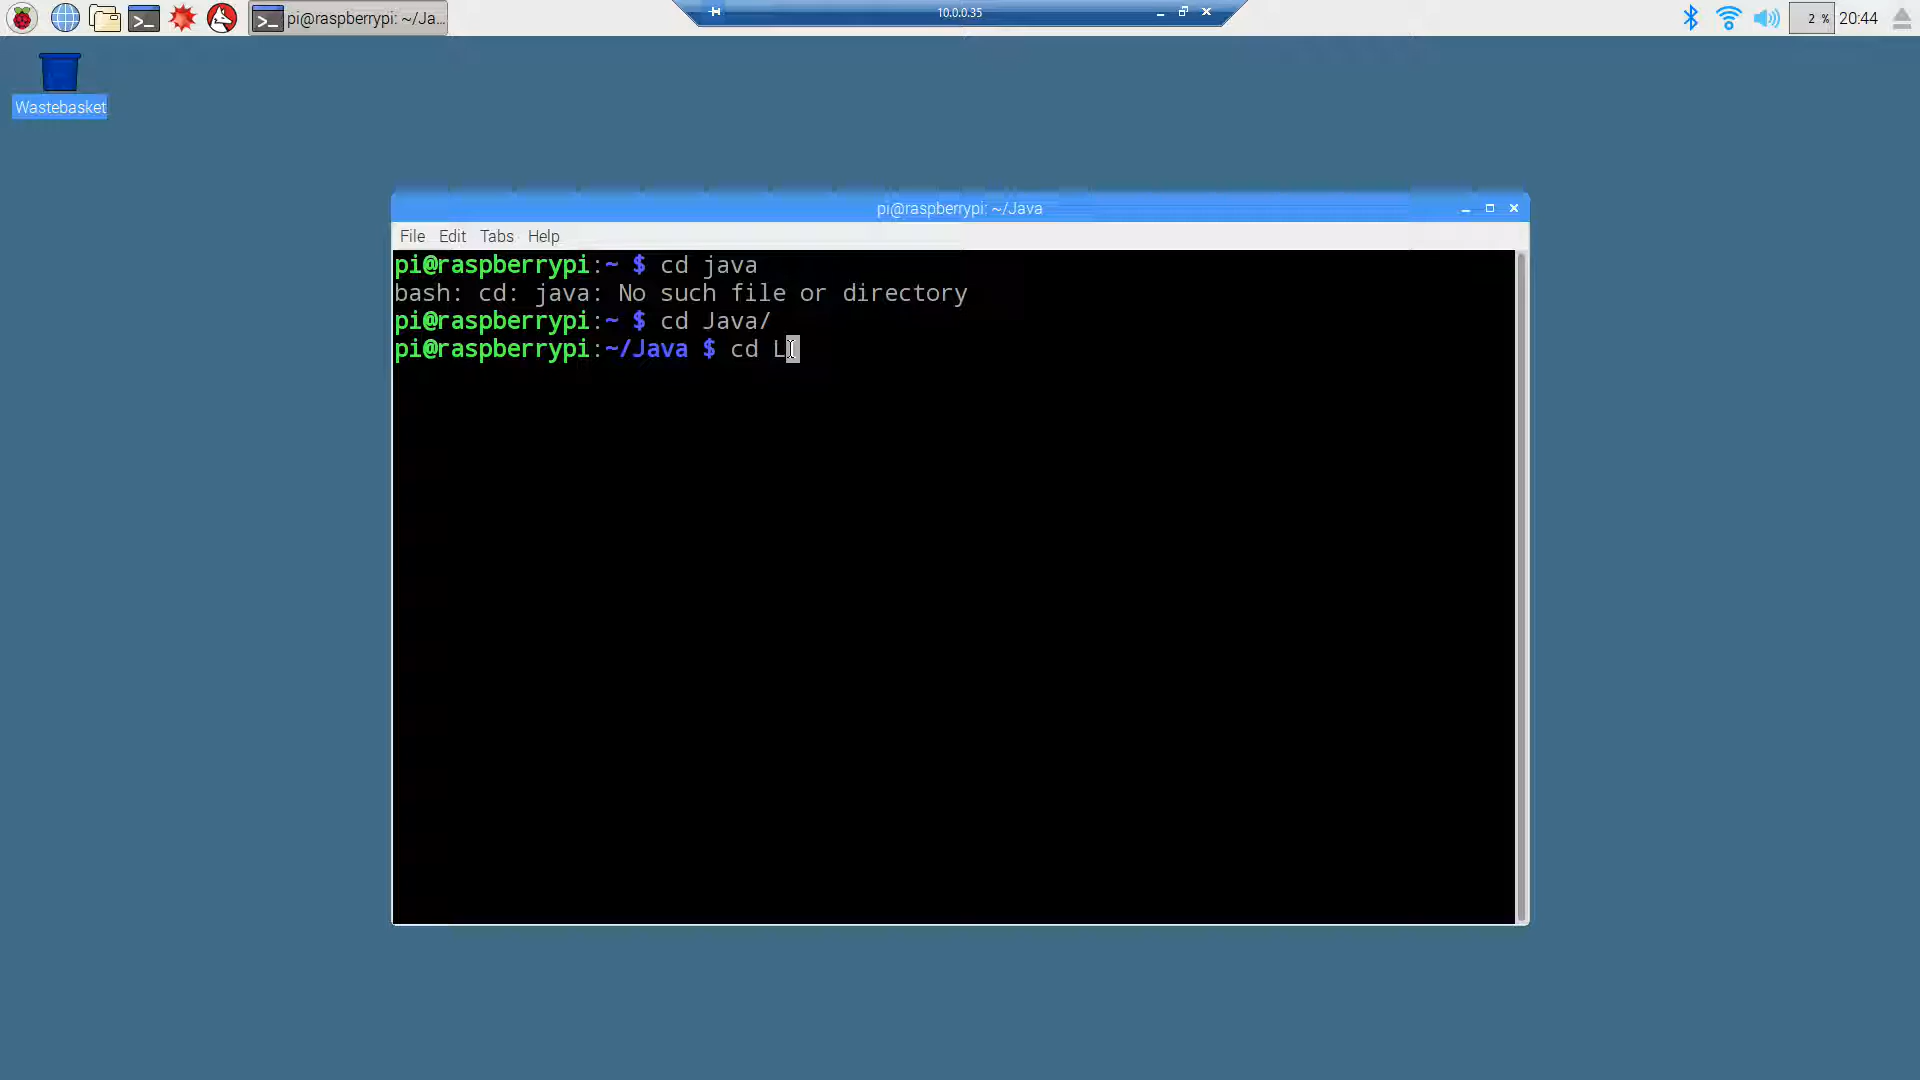 pi@raspberrypi: ~/Ja...
10.0.0.35
2 %
20:44
Wastebasket
pi@raspberrypi: ~/Java
File Edit Tabs Help
pi@raspberrypi:~ $ cd java
bash: cd: java: No such file or directory
pi@raspberrypi:~ $ cd Java/
pi@raspberrypi:~/Java $ cd L